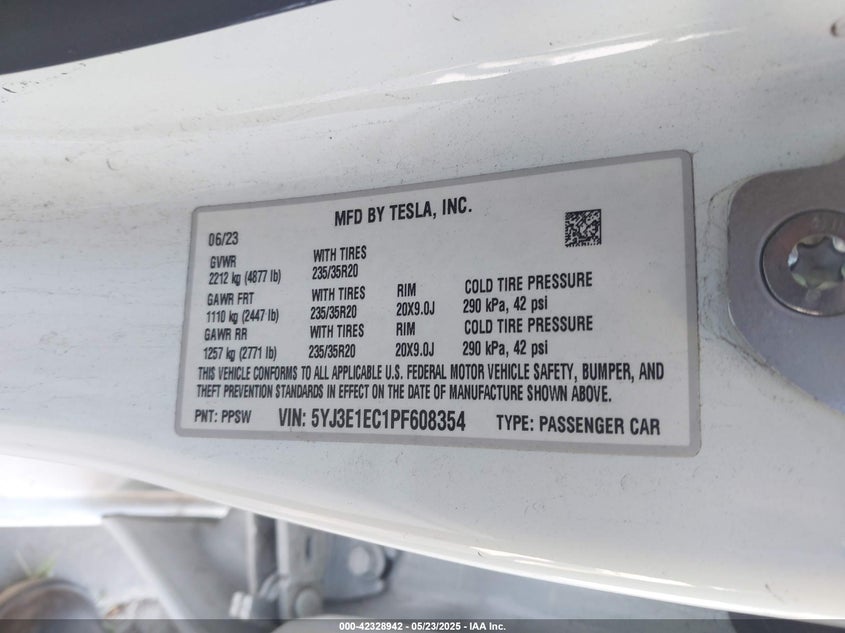 MFD BY TESLA, INC.
06/23
GVWR WITH TIRES
2212 kg (4877 lb) 235/35R20
GAWR FRT WITH TIRES RIM COLD TIRE PRESSURE
1110 kg (2447 lb) 235/35R20 20X9.0J 290 kPa, 42 psi
GAWR RR WITH TIRES RIM COLD TIRE PRESSURE
1257 kg (2771 lb) 235/35R20 20X9.0J 290 kPa, 42 psi
THIS VEHICLE CONFORMS TO ALL APPLICABLE U.S. FEDERAL MOTOR VEHICLE SAFETY, BUMPER, AND
THEFT PREVENTION STANDARDS IN EFFECT ON THE DATE OF MANUFACTURE SHOWN ABOVE.
PNT: PPSW VIN: 5YJ3E1EC1PF608354 TYPE: PASSENGER CAR
000-42328942 - 05/23/2025 - IAA Inc.